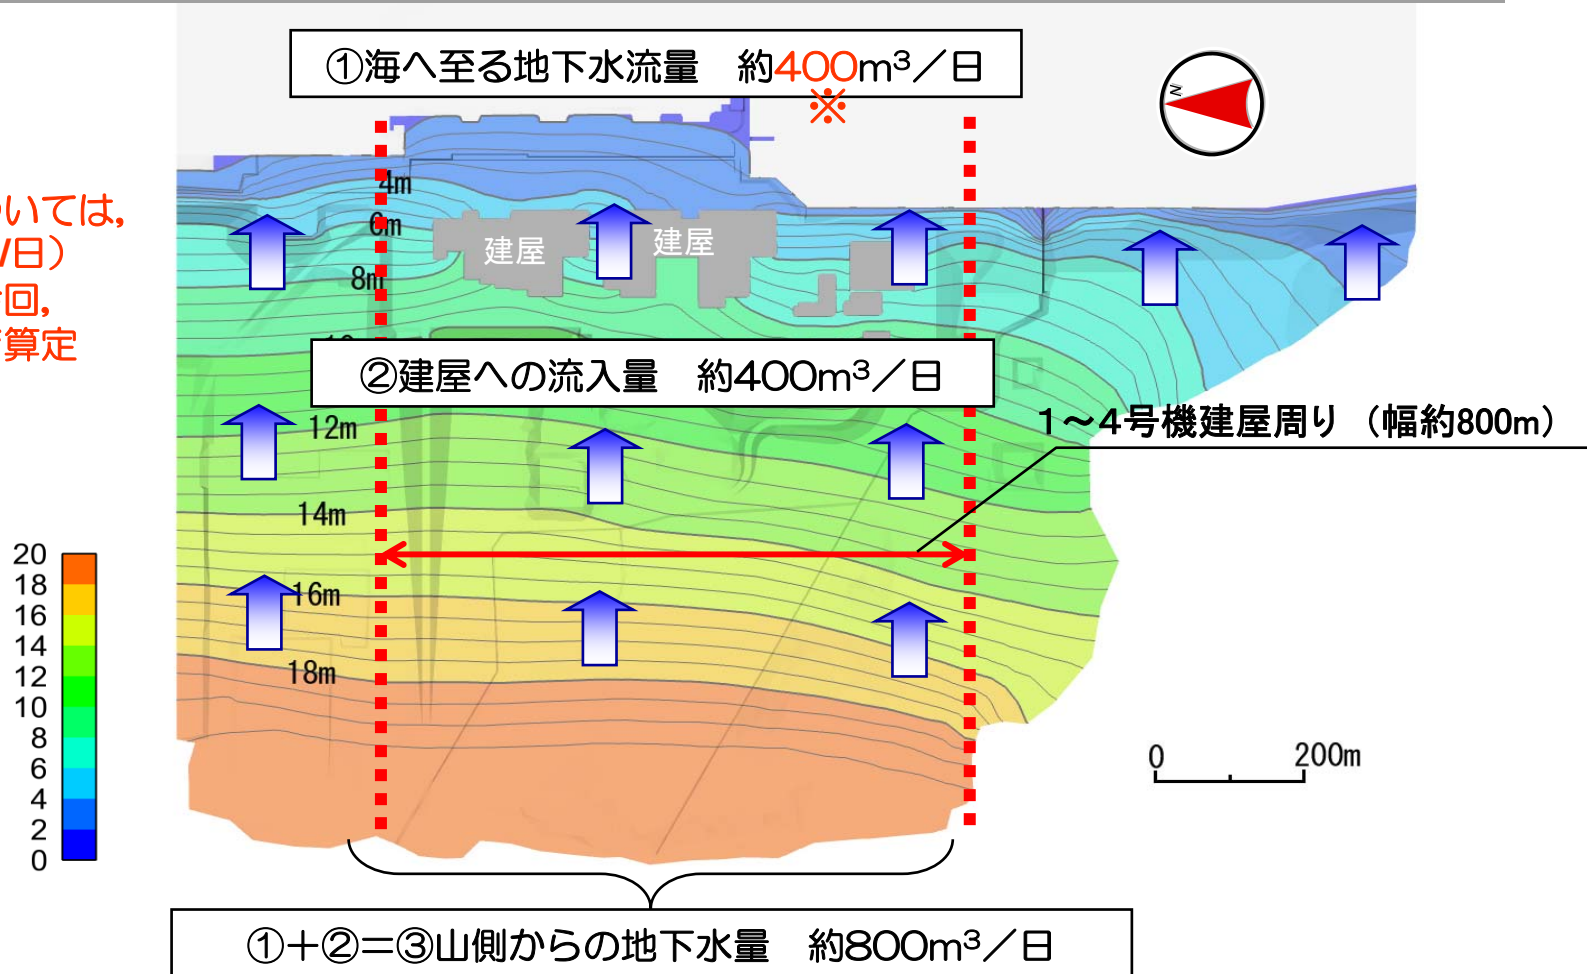 ①海へ至る地下水流量　約400m³／日
※
N
いては,
/日）
回,
算定
4m
6m
8m
建屋
建屋
②建屋への流入量　約400m³／日
12m
1～4号機建屋周り （幅約800m）
14m
16m
18m
20
18
16
14
12
10
8
6
4
2
0
0
200m
①＋②＝③山側からの地下水量　約800m³／日